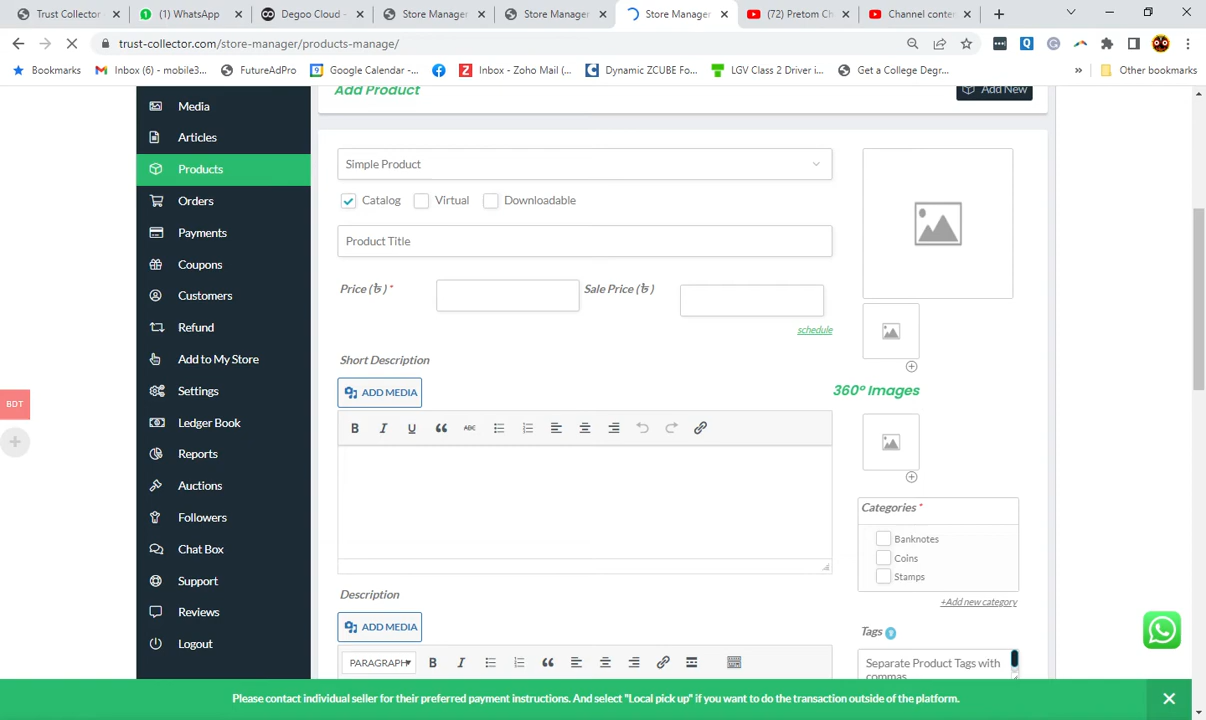 Trust Collector
(1) WhatsApp
Degoo Cloud -
Store Manager
Store Manager
Store Manager
(72) Pretom Ch
Channel conten
trust-collector.com/store-manager/products-manage/
Bookmarks
Inbox (6) - mobile3...
FutureAdPro
Google Calendar -...
Inbox - Zoho Mail (...
Dynamic ZCUBE Fo...
LGV Class 2 Driver i...
Get a College Degr...
»
Other bookmarks
Add Product
Add New
Media
Articles
Products
Orders
Payments
Coupons
Customers
Refund
Add to My Store
Settings
Ledger Book
Reports
Auctions
Followers
Chat Box
Support
Reviews
Logout
BDT
Simple Product
Catalog
Virtual
Downloadable
Product Title
Price (৳) *
Sale Price (৳)
schedule
Short Description
ADD MEDIA
B I U ABC
Description
ADD MEDIA
PARAGRAPH
B I
360° Images
Categories *
Banknotes
Coins
Stamps
+Add new category
Tags
Separate Product Tags with
commas
Please contact individual seller for their preferred payment instructions. And select "Local pick up" if you want to do the transaction outside of the platform.